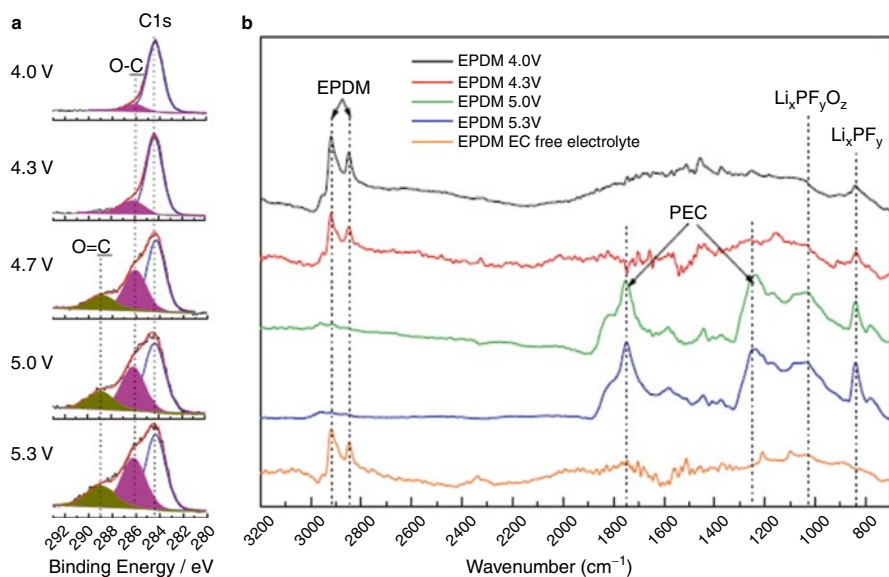 a
C1s
4.0 V
O-C
4.3 V
4.7 V
O=C
5.0 V
5.3 V
292 290 288 286 284 282 280
Binding Energy / eV
b
EPDM 4.0V
EPDM 4.3V
EPDM 5.0V
EPDM 5.3V
EPDM EC free electrolyte
EPDM
LiₓPFᵧO_z
LiₓPFᵧ
PEC
3200 3000 2800 2600 2400 2200 2000 1800 1600 1400 1200 1000 800
Wavenumber (cm⁻¹)